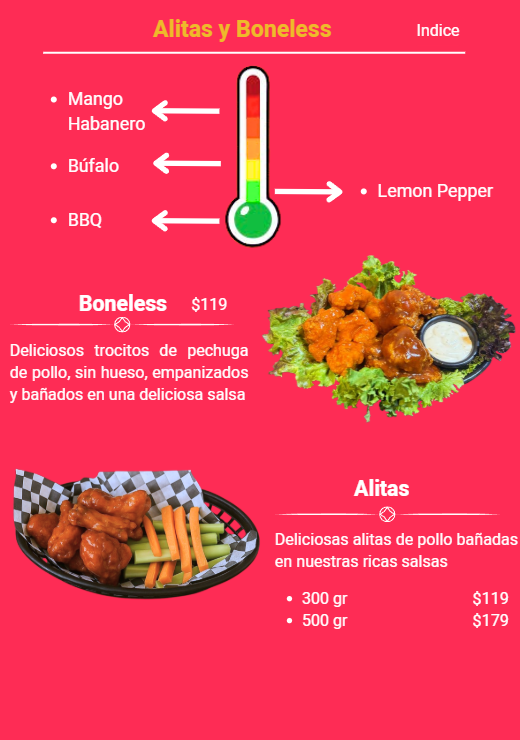 Alitas y Boneless
Indice
• Mango
Habanero
• Búfalo
• Lemon Pepper
• BBQ
Boneless $119
Deliciosos trocitos de pechuga
de pollo, sin hueso, empanizados
y bañados en una deliciosa salsa
Alitas
Deliciosas alitas de pollo bañadas
en nuestras ricas salsas
• 300 gr $119
• 500 gr $179